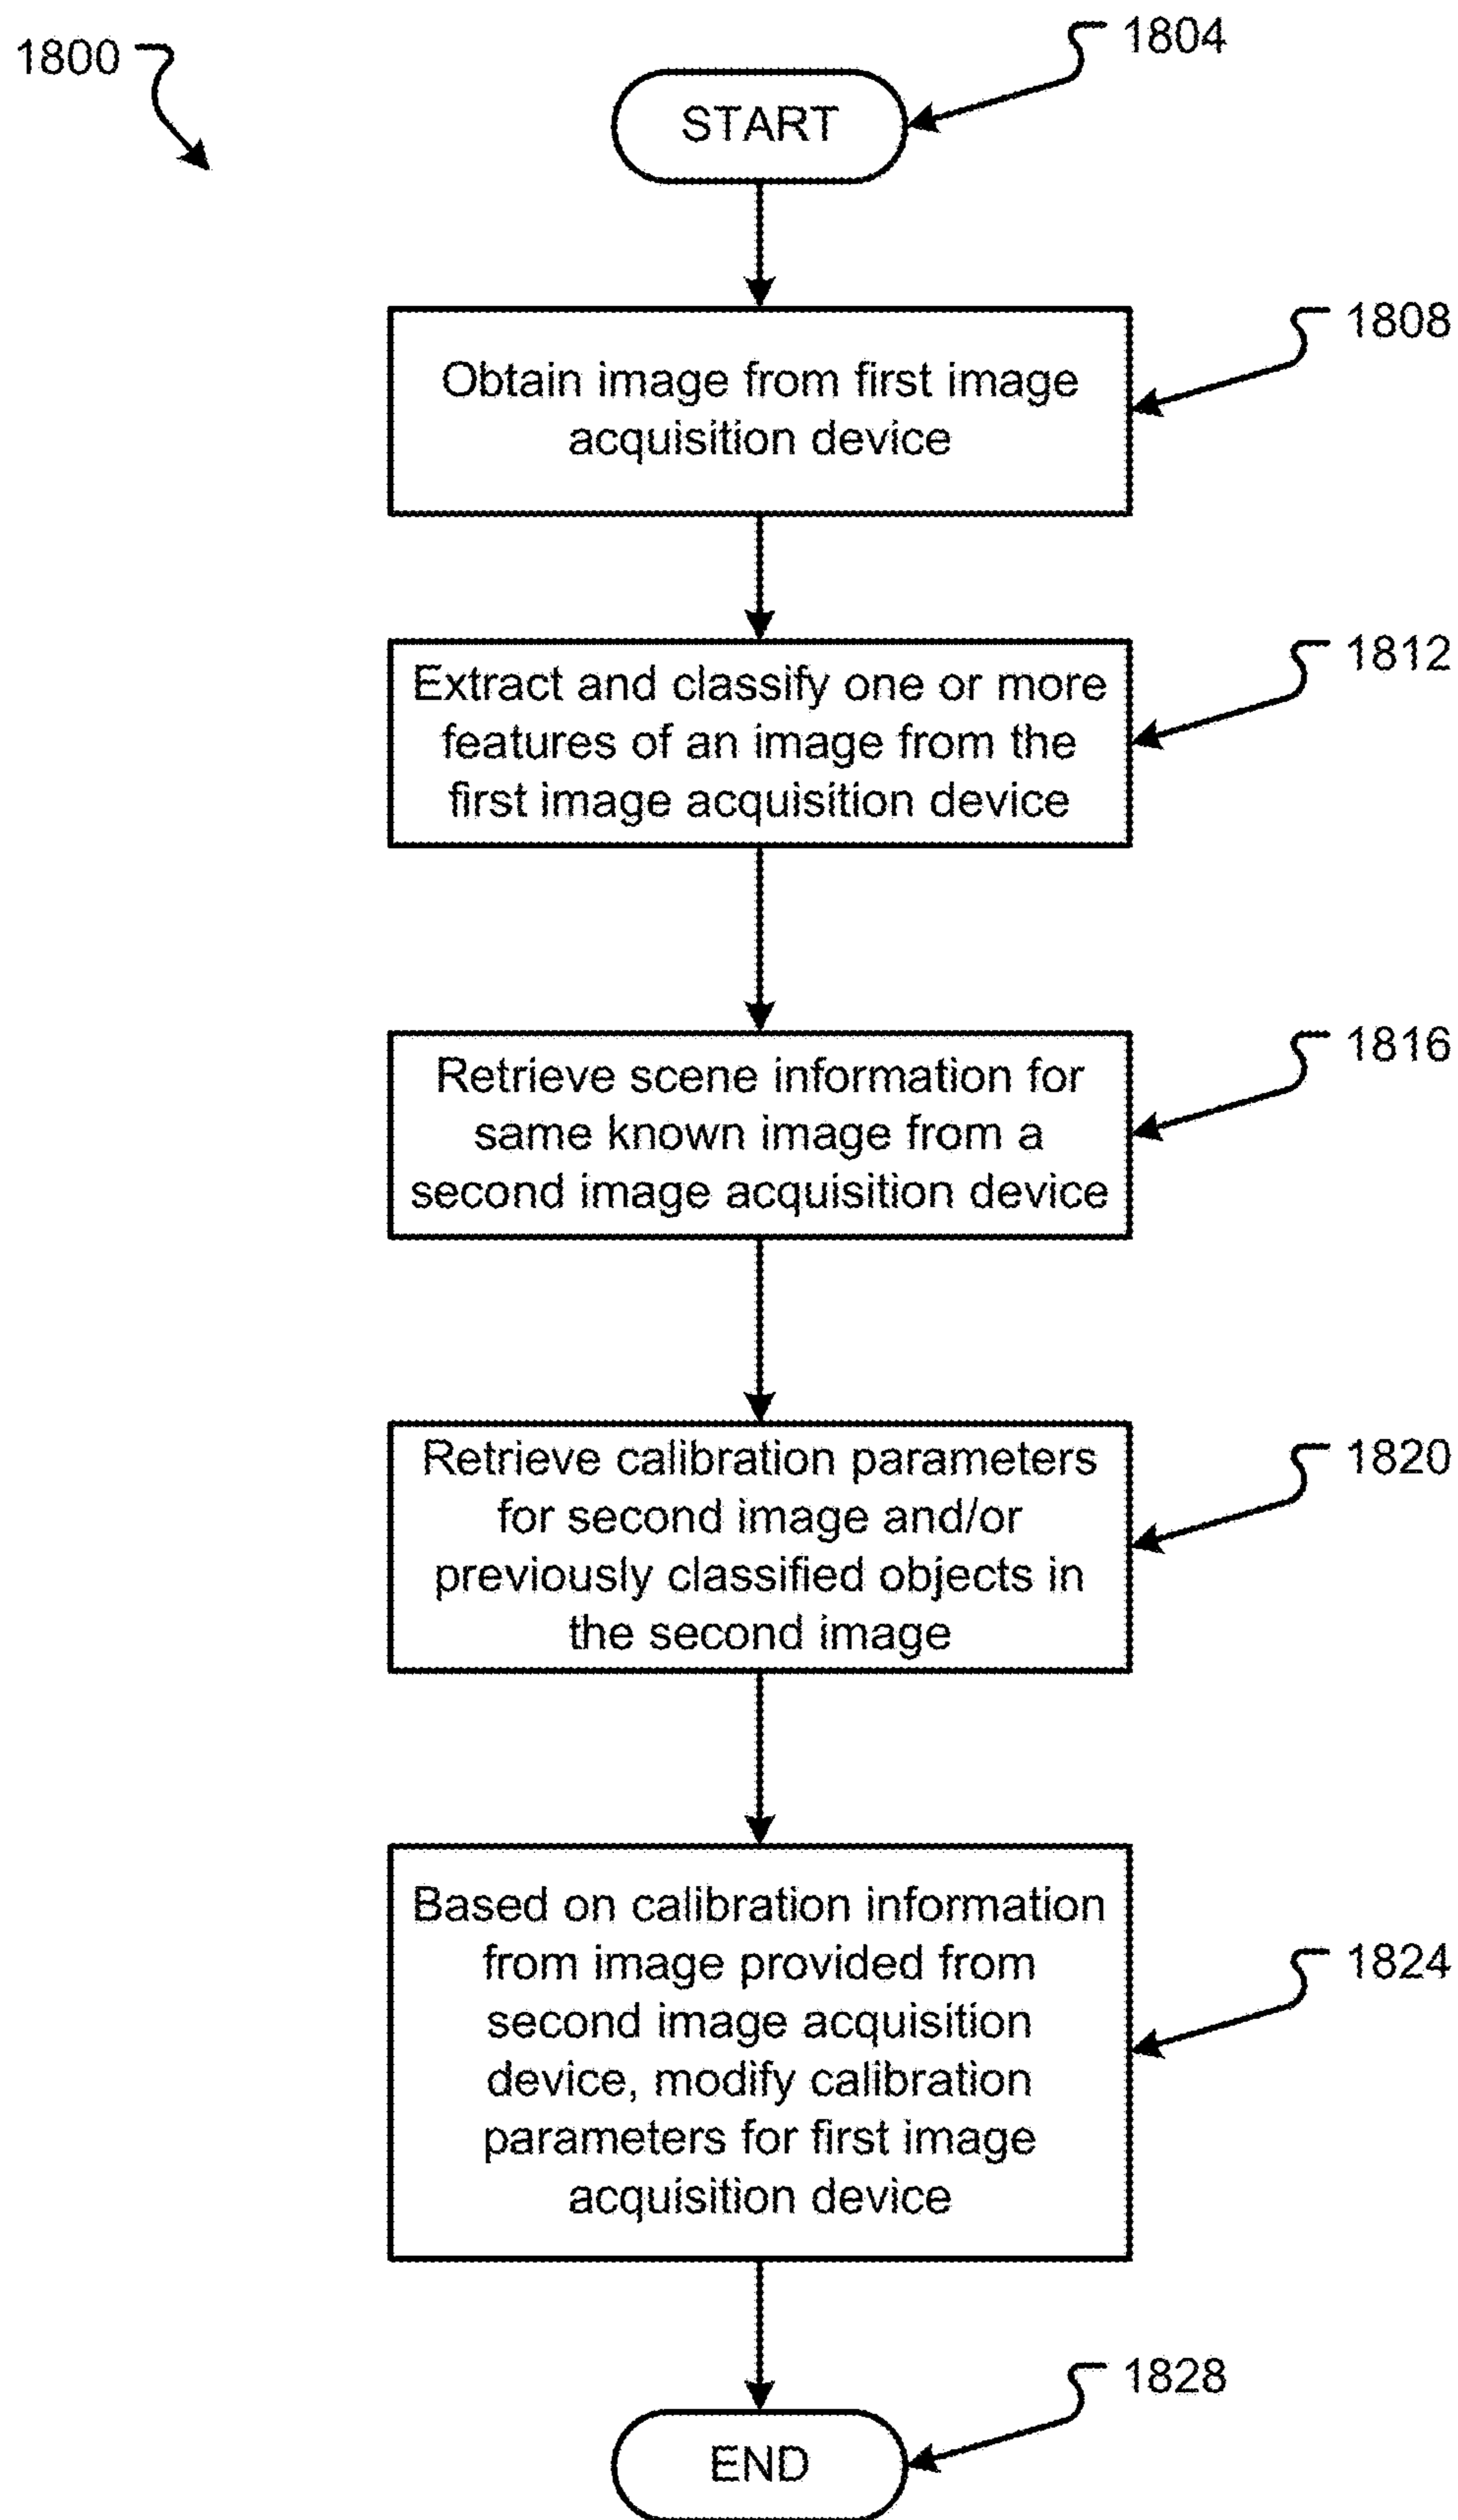 1800
1804
START
1808
Obtain image from first image
acquisition device
1812
Extract and classify one or more
features of an image from the
first image acquisition device
1816
Retrieve scene information for
same known image from a
second image acquisition device
1820
Retrieve calibration parameters
for second image and/or
previously classified objects in
the second image
1824
Based on calibration information
from image provided from
second image acquisition
device, modify calibration
parameters for first image
acquisition device
1828
END